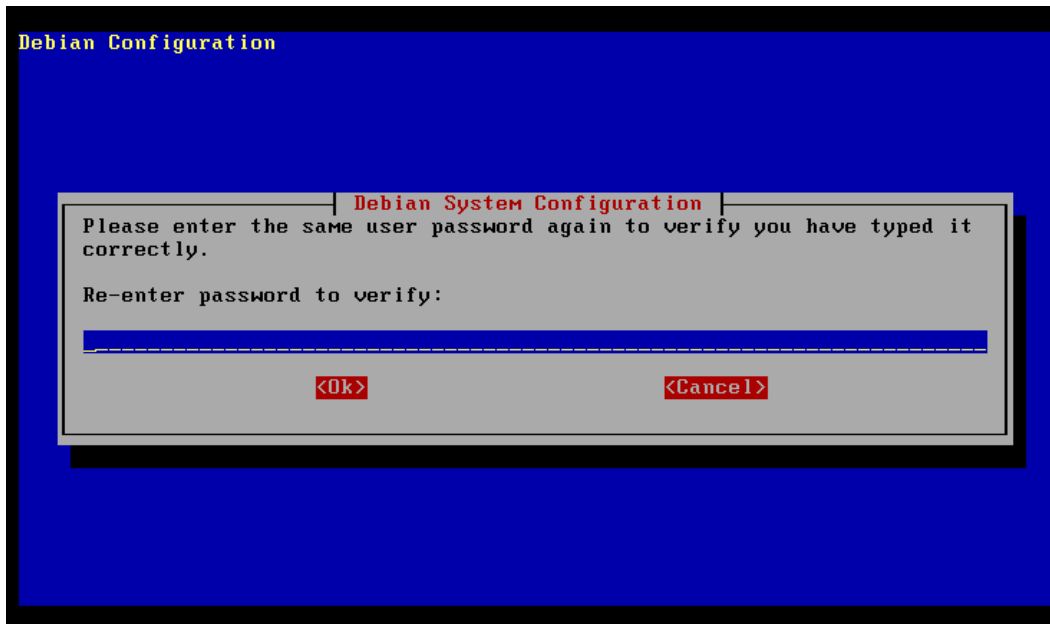 Debian Configuration
Debian System Configuration
Please enter the same user password again to verify you have typed it
correctly.
Re-enter password to verify:
<Ok> <Cancel>